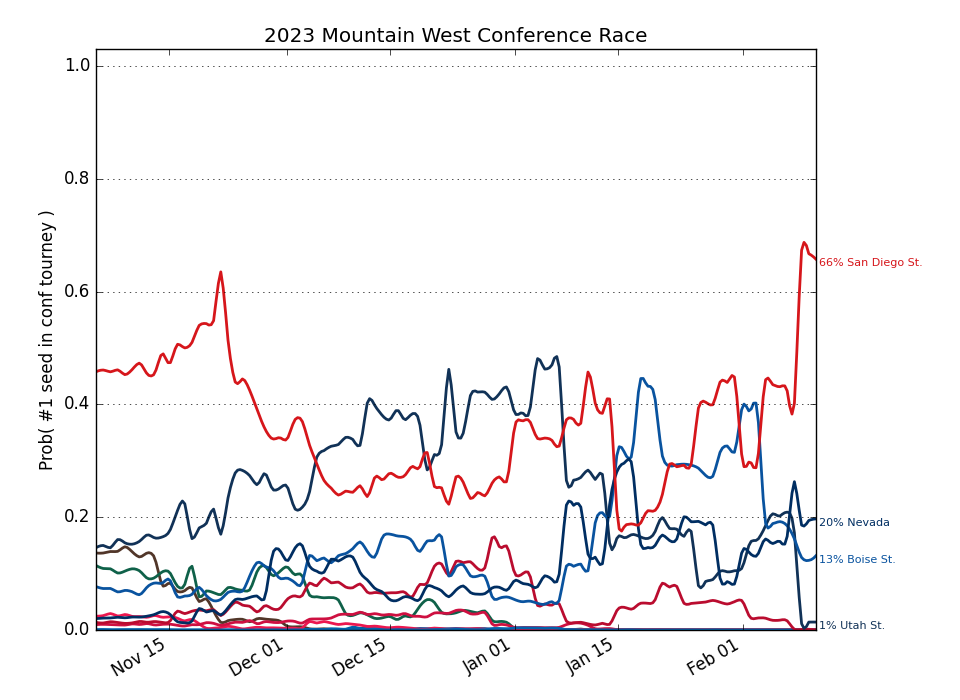 2023 Mountain West Conference Race
Prob( #1 seed in conf tourney )
1.0
0.8
0.6
0.4
0.2
0.0
66% San Diego St.
20% Nevada
13% Boise St.
1% Utah St.
Nov 15
Dec 01
Dec 15
Jan 01
Jan 15
Feb 01